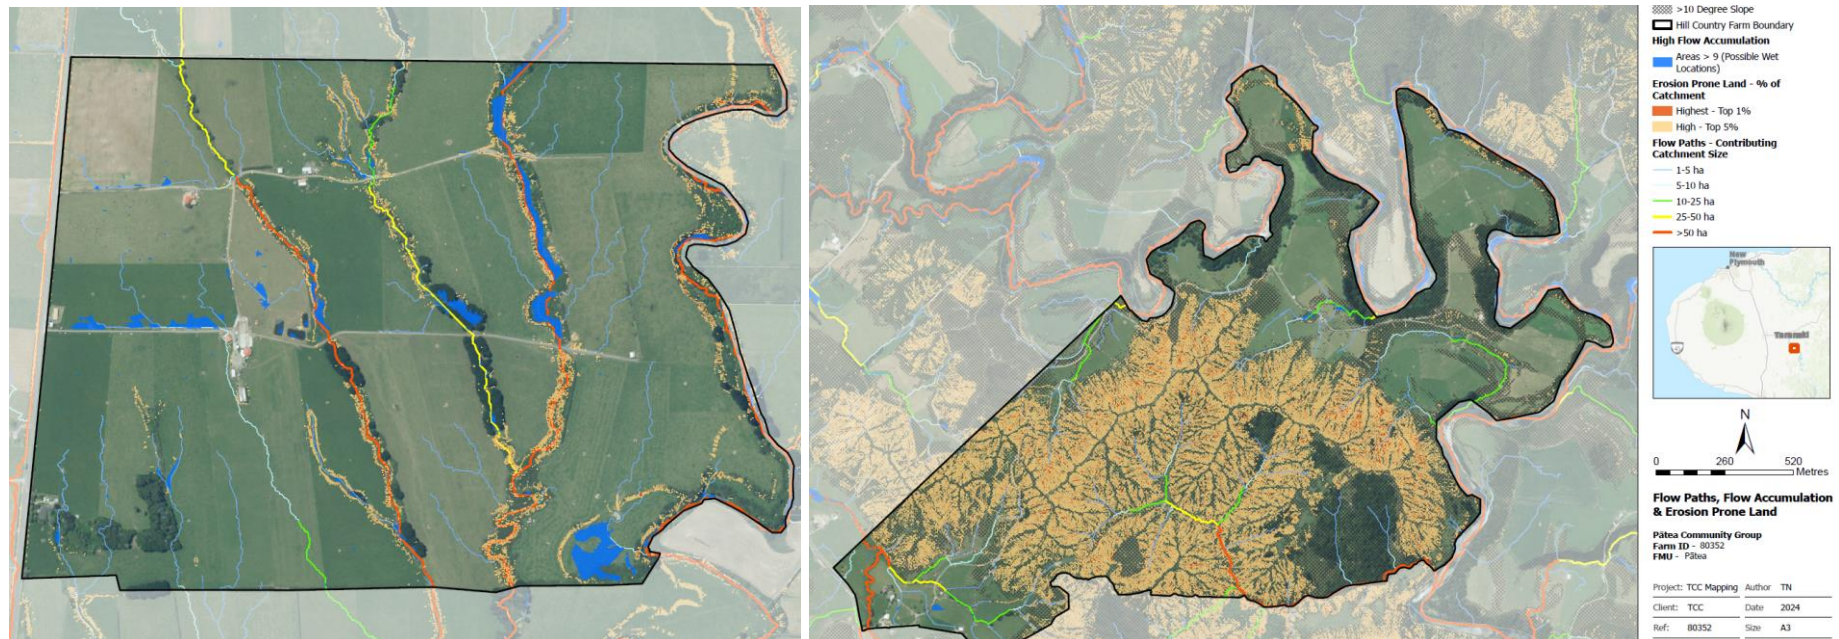 >10 Degree Slope
Hill Country Farm Boundary
High Flow Accumulation
Areas > 9 (Possible Wet
Locations)
Erosion Prone Land - % of
Catchment
Highest - Top 1%
High - Top 5%
Flow Paths - Contributing
Catchment Size
1-5 ha
5-10 ha
10-25 ha
25-50 ha
>50 ha
New
Plymouth
Taranaki
N
0 260 520
Metres
Flow Paths, Flow Accumulation
& Erosion Prone Land
Pātea Community Group
Farm ID - 80352
FMU - Pātea
Project: TCC Mapping Author TN
Client: TCC Date 2024
Ref: 80352 Size A3